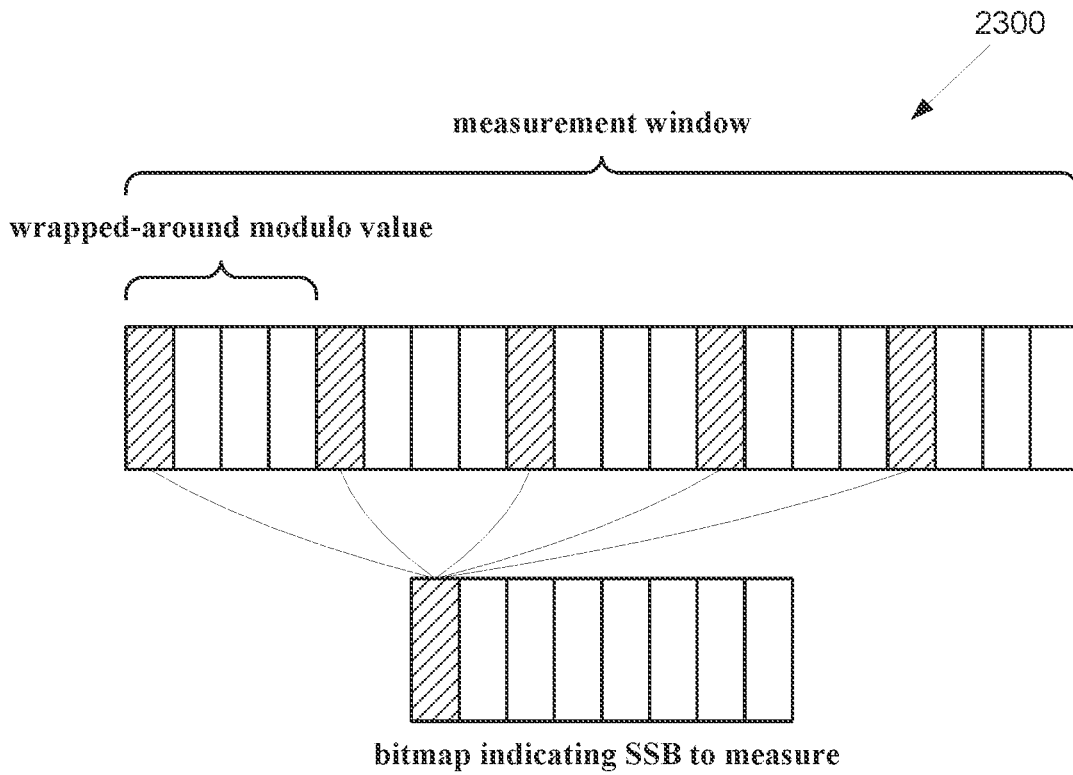 2300
measurement window
wrapped-around modulo value
bitmap indicating SSB to measure